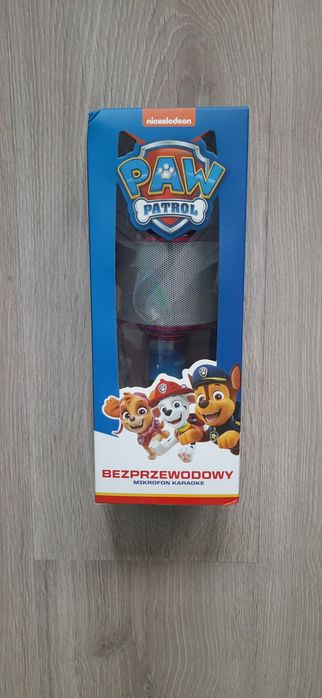 nickelodeon
PAW
PATROL
BEZPRZEWODOWY
MIKROFON KARAOKE